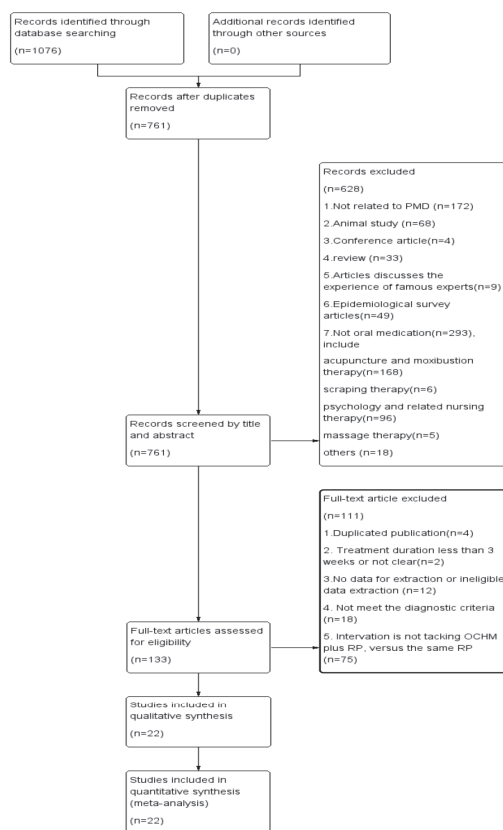 Records identified through
database searching
(n=1076)
Additional records identified
through other sources
(n=0)
Records after duplicates
removed
(n=761)
Records excluded
(n=628)
1.Not related to PMD (n=172)
2.Animal study (n=68)
3.Conference article(n=4)
4.review (n=33)
5.Articles discusses the
experience of famous experts(n=9)
6.Epidemiological survey
articles(n=49)
7.Not oral medication(n=293),
include
acupuncture and moxibustion
therapy(n=168)
scraping therapy(n=6)
psychology and related nursing
therapy(n=96)
massage therapy(n=5)
others (n=18)
Records screened by title
and abstract
(n=761)
Full-text article excluded
(n=111)
1.Duplicated publication(n=4)
2. Treatment duration less than 3
weeks or not clear(n=2)
3.No data for extraction or ineligible
data extraction (n=12)
4. Not meet the diagnostic criteria
(n=18)
5. Intervation is not tacking OCHM
plus RP, versus the same RP
(n=75)
Full-text articles assessed
for eligibility
(n=133)
Studies included in
qualitative synthesis
(n=22)
Studies included in
quantitative synthesis
(meta-analysis)
(n=22)